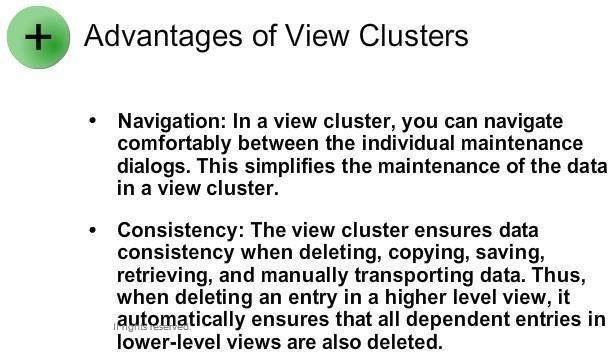 +
Advantages of View Clusters
• Navigation: In a view cluster, you can navigate
comfortably between the individual maintenance
dialogs. This simplifies the maintenance of the data
in a view cluster.
• Consistency: The view cluster ensures data
consistency when deleting, copying, saving,
retrieving, and manually transporting data. Thus,
when deleting an entry in a higher level view, it
automatically ensures that all dependent entries in
ll rights reserved.
lower-level views are also deleted.